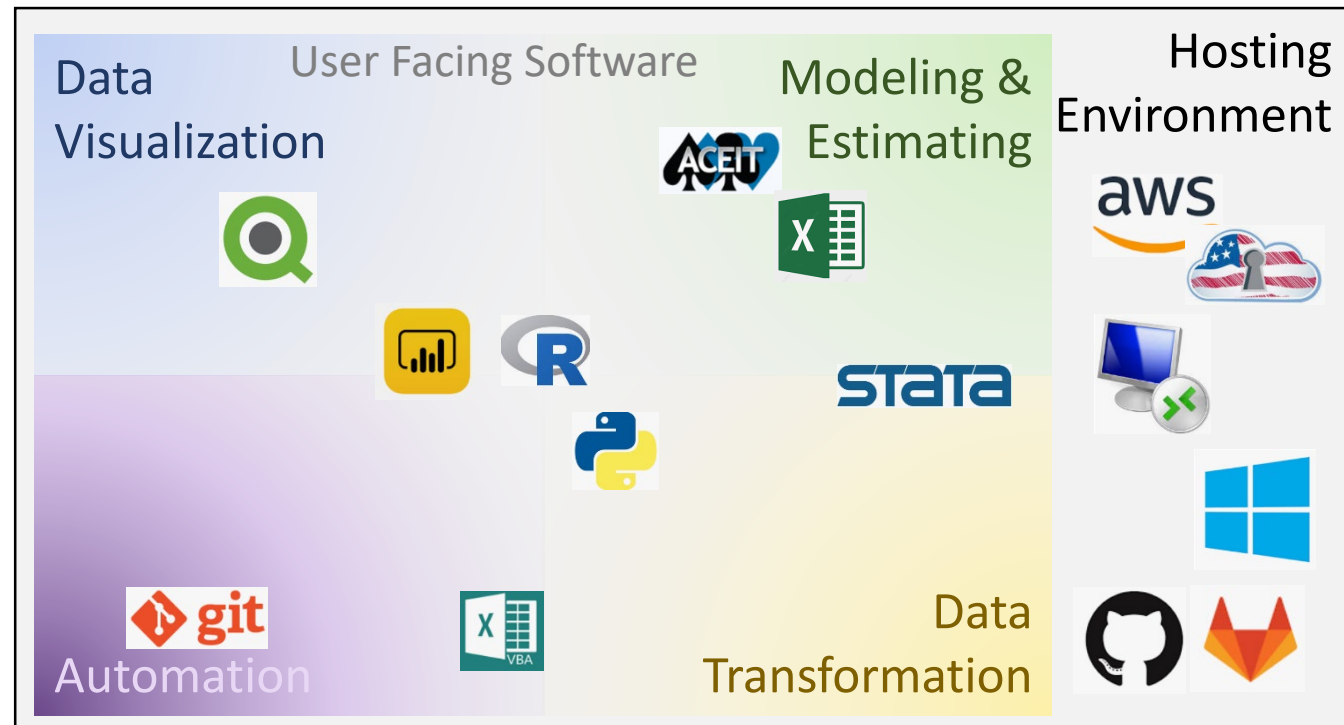 User Facing Software
Data
Visualization
Modeling &
Estimating
Hosting
Environment
ACEIT
X
aws
R
STATA
git
X
VBA
Automation
Data
Transformation